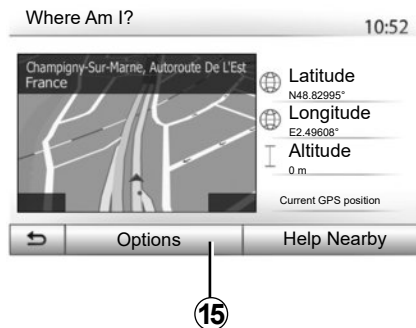 Where Am I?
10:52
Champigny-Sur-Marne, Autoroute De L'Est
France
Latitude
N48.82995°
Longitude
E2.49608°
Altitude
0 m
Current GPS position
Options
Help Nearby
15